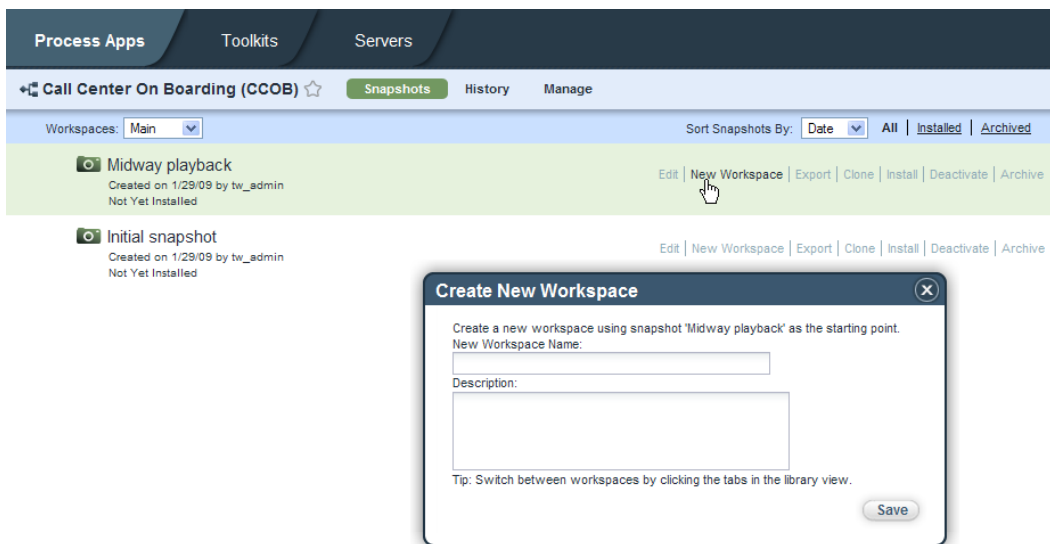 Process Apps Toolkits Servers
Call Center On Boarding (CCOB) Snapshots History Manage
Workspaces: Main Sort Snapshots By: Date All | Installed | Archived
Midway playback
Created on 1/29/09 by tw_admin
Not Yet Installed
Edit | New Workspace | Export | Clone | Install | Deactivate | Archive
Initial snapshot
Created on 1/29/09 by tw_admin
Not Yet Installed
Edit | New Workspace | Export | Clone | Install | Deactivate | Archive
Create New Workspace
Create a new workspace using snapshot 'Midway playback' as the starting point.
New Workspace Name:
Description:
Tip: Switch between workspaces by clicking the tabs in the library view.
Save